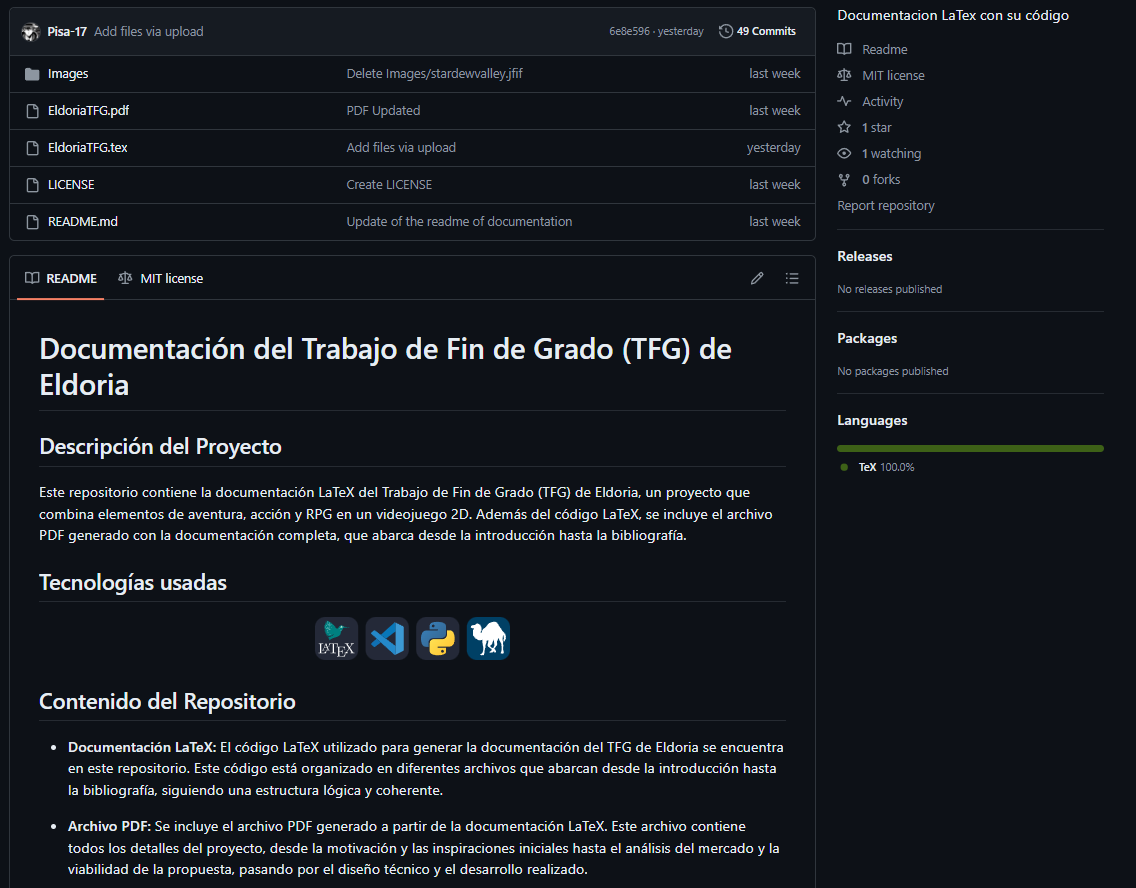 Pisa-17 Add files via upload 6e8e596 · yesterday 49 Commits
Images Delete Images/stardewvalley.jfif last week
EldoriaTFG.pdf PDF Updated last week
EldoriaTFG.tex Add files via upload yesterday
LICENSE Create LICENSE last week
README.md Update of the readme of documentation last week
README MIT license
Documentación del Trabajo de Fin de Grado (TFG) de
Eldoria
Descripción del Proyecto
Este repositorio contiene la documentación LaTeX del Trabajo de Fin de Grado (TFG) de Eldoria, un proyecto que
combina elementos de aventura, acción y RPG en un videojuego 2D. Además del código LaTeX, se incluye el archivo
PDF generado con la documentación completa, que abarca desde la introducción hasta la bibliografía.
Tecnologías usadas
LATEX
Contenido del Repositorio
• Documentación LaTeX: El código LaTeX utilizado para generar la documentación del TFG de Eldoria se encuentra
en este repositorio. Este código está organizado en diferentes archivos que abarcan desde la introducción hasta
la bibliografía, siguiendo una estructura lógica y coherente.
• Archivo PDF: Se incluye el archivo PDF generado a partir de la documentación LaTeX. Este archivo contiene
todos los detalles del proyecto, desde la motivación y las inspiraciones iniciales hasta el análisis del mercado y la
viabilidad de la propuesta, pasando por el diseño técnico y el desarrollo realizado.
Documentacion LaTex con su código
Readme
MIT license
Activity
1 star
1 watching
0 forks
Report repository
Releases
No releases published
Packages
No packages published
Languages
TeX 100.0%